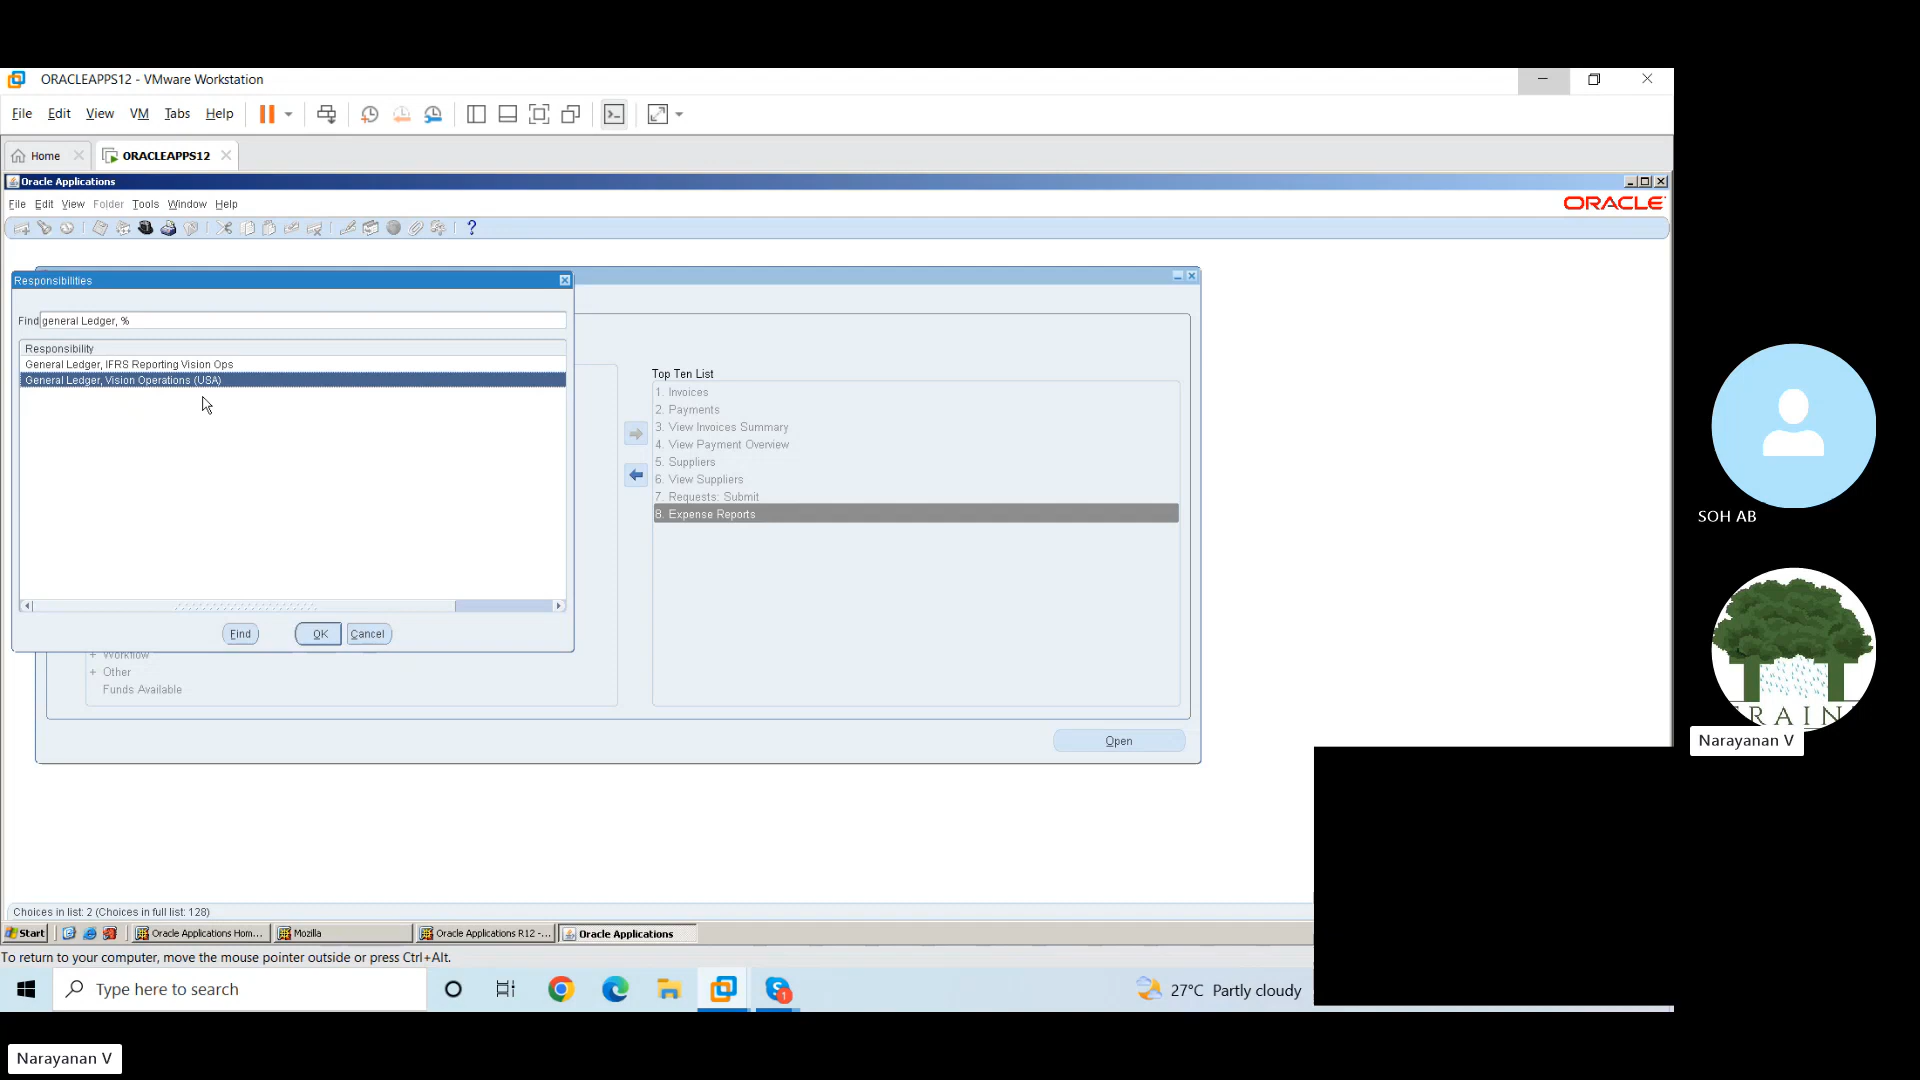 ORACLEAPPS12 - VMware Workstation
File Edit View VM Tabs Help
Home
ORACLEAPPS12
Oracle Applications
File Edit View Folder Tools Window Help
ORACLE
Responsibilities
Find general Ledger, %
Responsibility
General Ledger, IFRS Reporting Vision Ops
General Ledger, Vision Operations (USA)
Find OK Cancel
Top Ten List
1. Invoices
2. Payments
3. View Invoices Summary
4. View Payment Overview
5. Suppliers
6. View Suppliers
7. Requests: Submit
8. Expense Reports
+ Workflow
+ Other
Funds Available
Open
Choices in list: 2 (Choices in full list: 128)
Start Oracle Applications Hom... Mozilla Oracle Applications R12 -... Oracle Applications
To return to your computer, move the mouse pointer outside or press Ctrl+Alt.
Type here to search
1
27°C Partly cloudy
SOH AB
RAIN
Narayanan V
Narayanan V